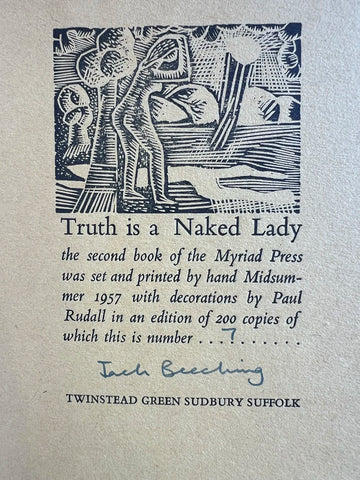 Truth is a Naked Lady
the second book of the Myriad Press
was set and printed by hand Midsum-
mer 1957 with decorations by Paul
Rudall in an edition of 200 copies of
which this is number ...7......
Jack Beeching
TWINSTEAD GREEN SUDBURY SUFFOLK